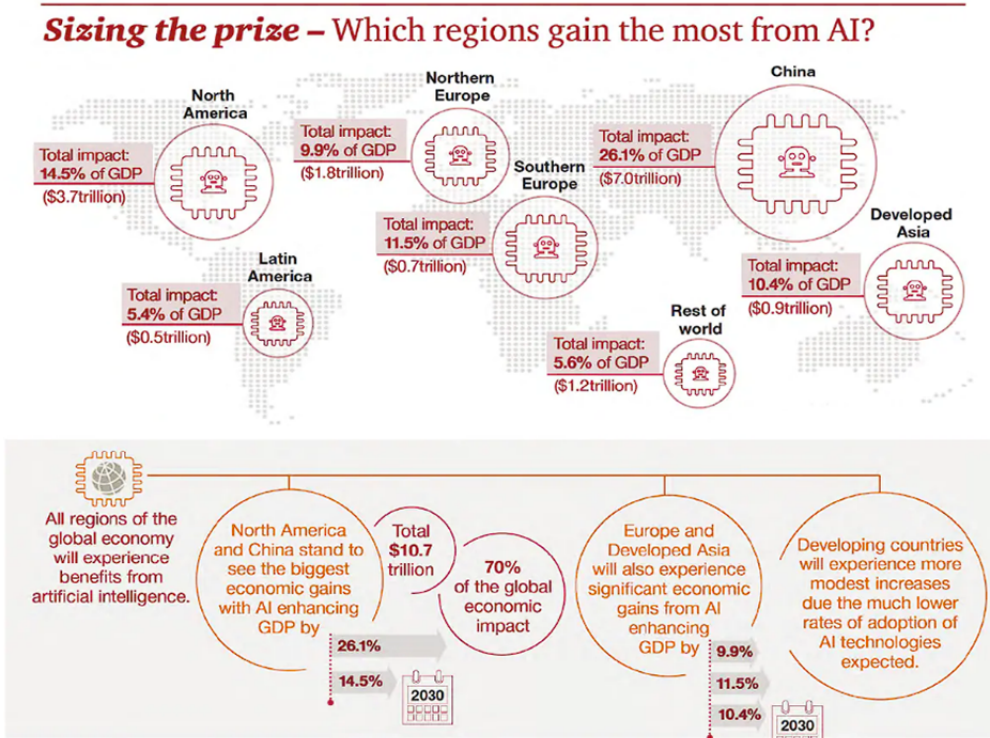 Sizing the prize – Which regions gain the most from AI?
North
America
Total impact:
14.5% of GDP
($3.7trillion)
Northern
Europe
Total impact:
9.9% of GDP
($1.8trillion)
Southern
Europe
Total impact:
11.5% of GDP
($0.7trillion)
China
Total impact:
26.1% of GDP
($7.0trillion)
Developed
Asia
Total impact:
10.4% of GDP
($0.9trillion)
Latin
America
Total impact:
5.4% of GDP
($0.5trillion)
Rest of
world
Total impact:
5.6% of GDP
($1.2trillion)
All regions of the
global economy
will experience
benefits from
artificial intelligence.
North America
and China stand to
see the biggest
economic gains
with AI enhancing
GDP by
26.1%
14.5%
2030
Total
$10.7
trillion
70%
of the global
economic
impact
Europe and
Developed Asia
will also experience
significant economic
gains from AI
enhancing
GDP by
9.9%
11.5%
10.4%
2030
Developing countries
will experience more
modest increases
due the much lower
rates of adoption of
AI technologies
expected.